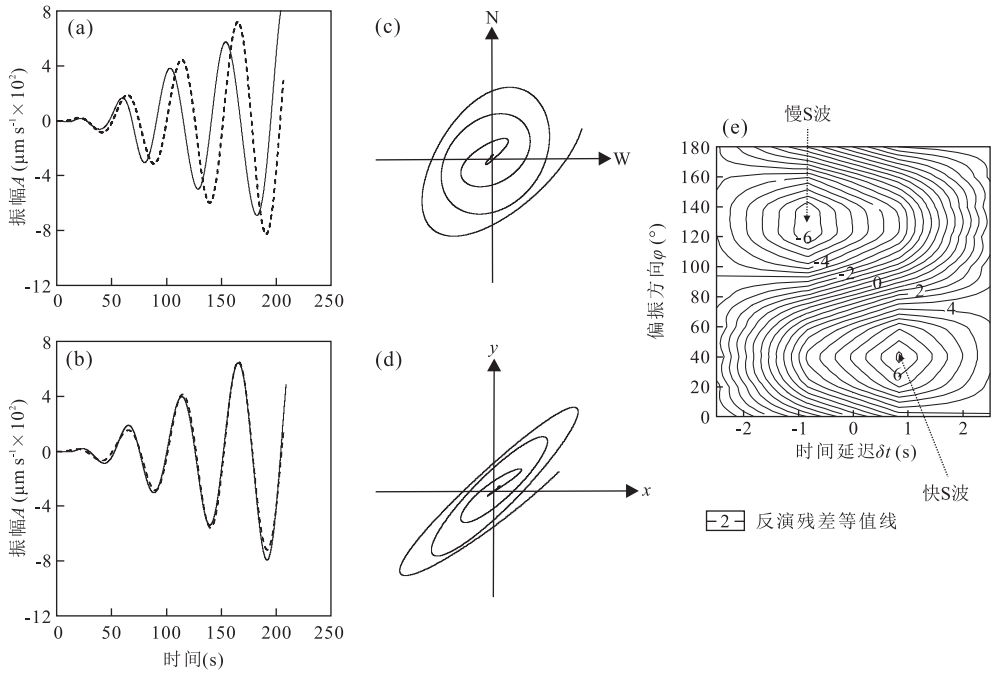 (a)
8
4
0
-4
-8
-12
振幅A (μm s⁻¹×10²)
0 50 100 150 200 250
(b)
8
4
0
-4
-8
-12
振幅A (μm s⁻¹×10²)
0 50 100 150 200 250
时间(s)
(c)
N
W
(d)
y
x
慢S波
(e)
180
160
140
120
100
80
60
40
20
0
偏振方向φ (°)
-6
-4
-2
0
2
4
6
-2 -1 0 1 2
时间延迟δt (s)
快S波
2 反演残差等值线